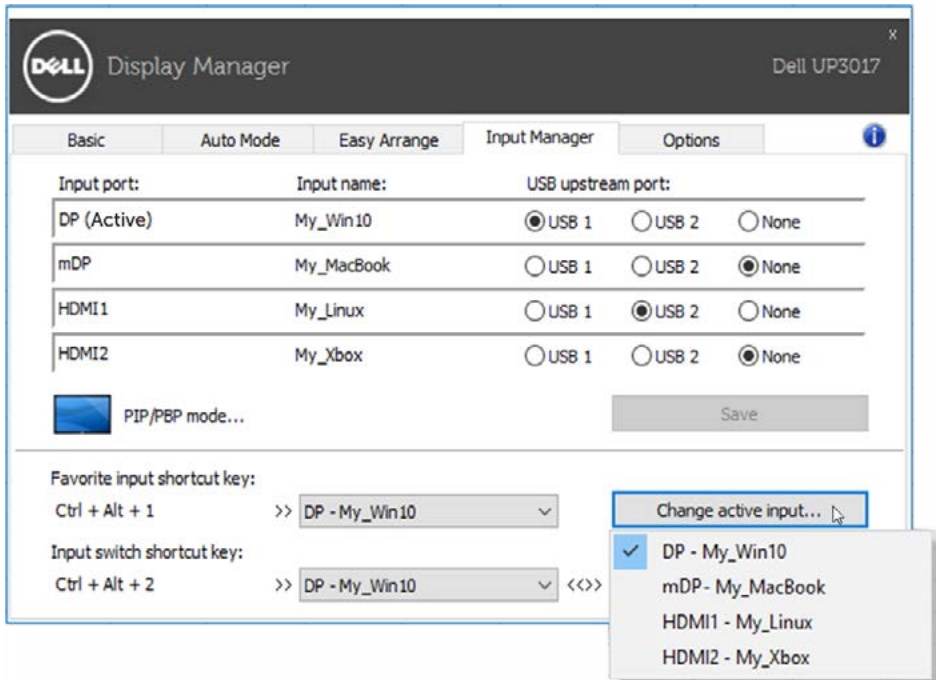 DELL Display Manager x
Dell UP3017
Basic Auto Mode Easy Arrange Input Manager Options i
Input port: Input name: USB upstream port:
DP (Active) My_Win10 USB 1 USB 2 None
mDP My_MacBook USB 1 USB 2 None
HDMI1 My_Linux USB 1 USB 2 None
HDMI2 My_Xbox USB 1 USB 2 None
PIP/PBP mode... Save
Favorite input shortcut key:
Ctrl + Alt + 1 >> DP - My_Win10 Change active input...
Input switch shortcut key:
Ctrl + Alt + 2 >> DP - My_Win10 <<>>
DP - My_Win10
mDP- My_MacBook
HDMI1 - My_Linux
HDMI2 - My_Xbox